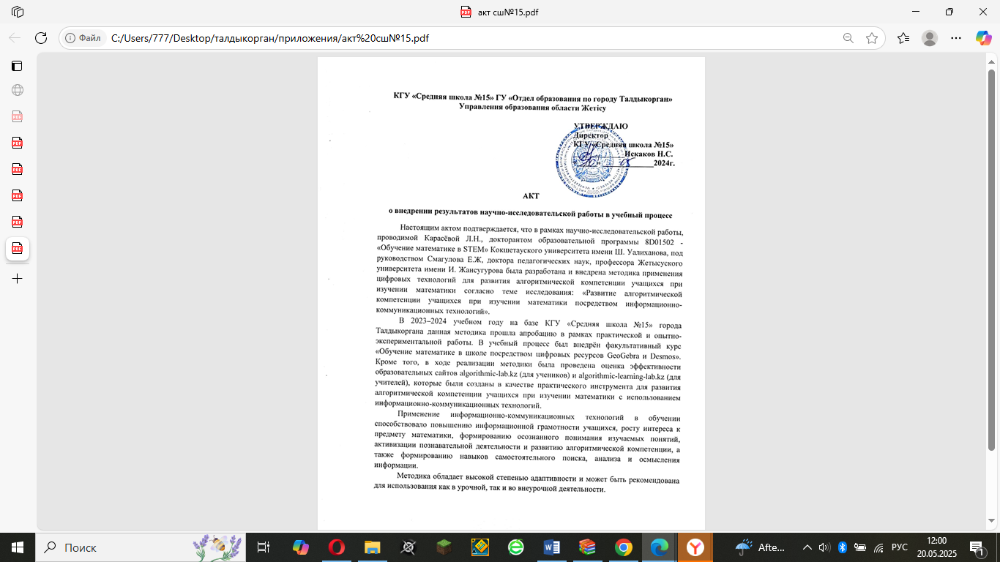 акт сш№15.pdf
Файл
C:/Users/777/Desktop/талдыкорган/приложения/акт%20сш№15.pdf
КГУ «Средняя школа №15» ГУ «Отдел образования по городу Талдыкорган»
Управления образования области Жетісу
УТВЕРЖДАЮ
Директор
КГУ «Средняя школа №15»
Искаков Н.С.
2024г.
АКТ
о внедрении результатов научно-исследовательской работы в учебный процесс
Настоящим актом подтверждается, что в рамках научно-исследовательской работы,
проводимой Карасёвой Л.Н., докторантом образовательной программы 8D01502 -
«Обучение математике в STEM» Кокшетауского университета имени Ш. Уалиханова, под
руководством Смагулова Е.Ж, доктора педагогических наук, профессора Жетысуского
университета имени И. Жансугурова была разработана и внедрена методика применения
цифровых технологий для развития алгоритмической компетенции учащихся при
изучении математики согласно теме исследования: «Развитие алгоритмической
компетенции учащихся при изучении математики посредством информационно-
коммуникационных технологий».
В 2023–2024 учебном году на базе КГУ «Средняя школа №15» города
Талдыкоргана данная методика прошла апробацию в рамках практической и опытно-
экспериментальной работы. В учебный процесс был внедрён факультативный курс
«Обучение математике в школе посредством цифровых ресурсов GeoGebra и Desmos».
Кроме того, в ходе реализации методики была проведена оценка эффективности
образовательных сайтов algorithmic-lab.kz (для учеников) и algorithmic-learning-lab.kz (для
учителей), которые были созданы в качестве практического инструмента для развития
алгоритмической компетенции учащихся при изучении математики с использованием
информационно-коммуникационных технологий.
Применение информационно-коммуникационных технологий в обучении
способствовало повышению информационной грамотности учащихся, росту интереса к
предмету математики, формированию осознанного понимания изучаемых понятий,
активизации познавательной деятельности и развитию алгоритмической компетенции, а
также формированию навыков самостоятельного поиска, анализа и осмысления
информации.
Методика обладает высокой степенью адаптивности и может быть рекомендована
для использования как в урочной, так и во внеурочной деятельности.
Поиск
Afte...
РУС
12:00
20.05.2025
1